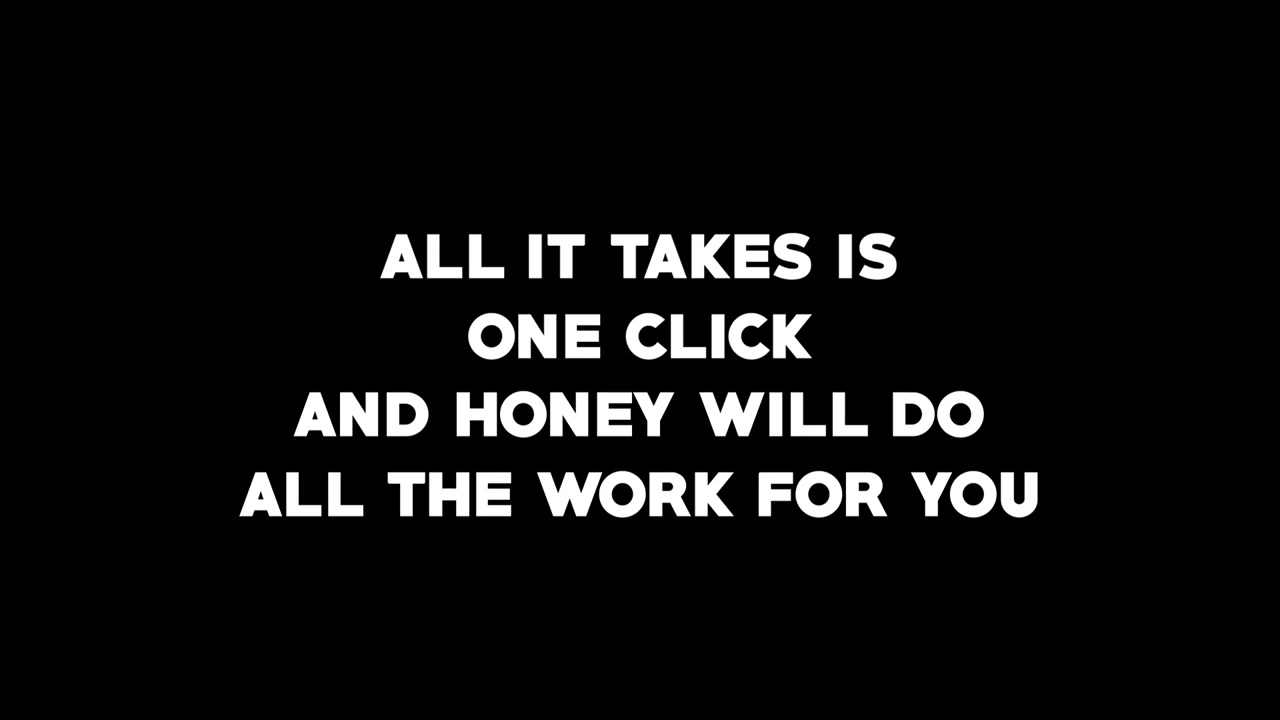 ALL IT TAKES IS
ONE CLICK
AND HONEY WILL DO
ALL THE WORK FOR YOU